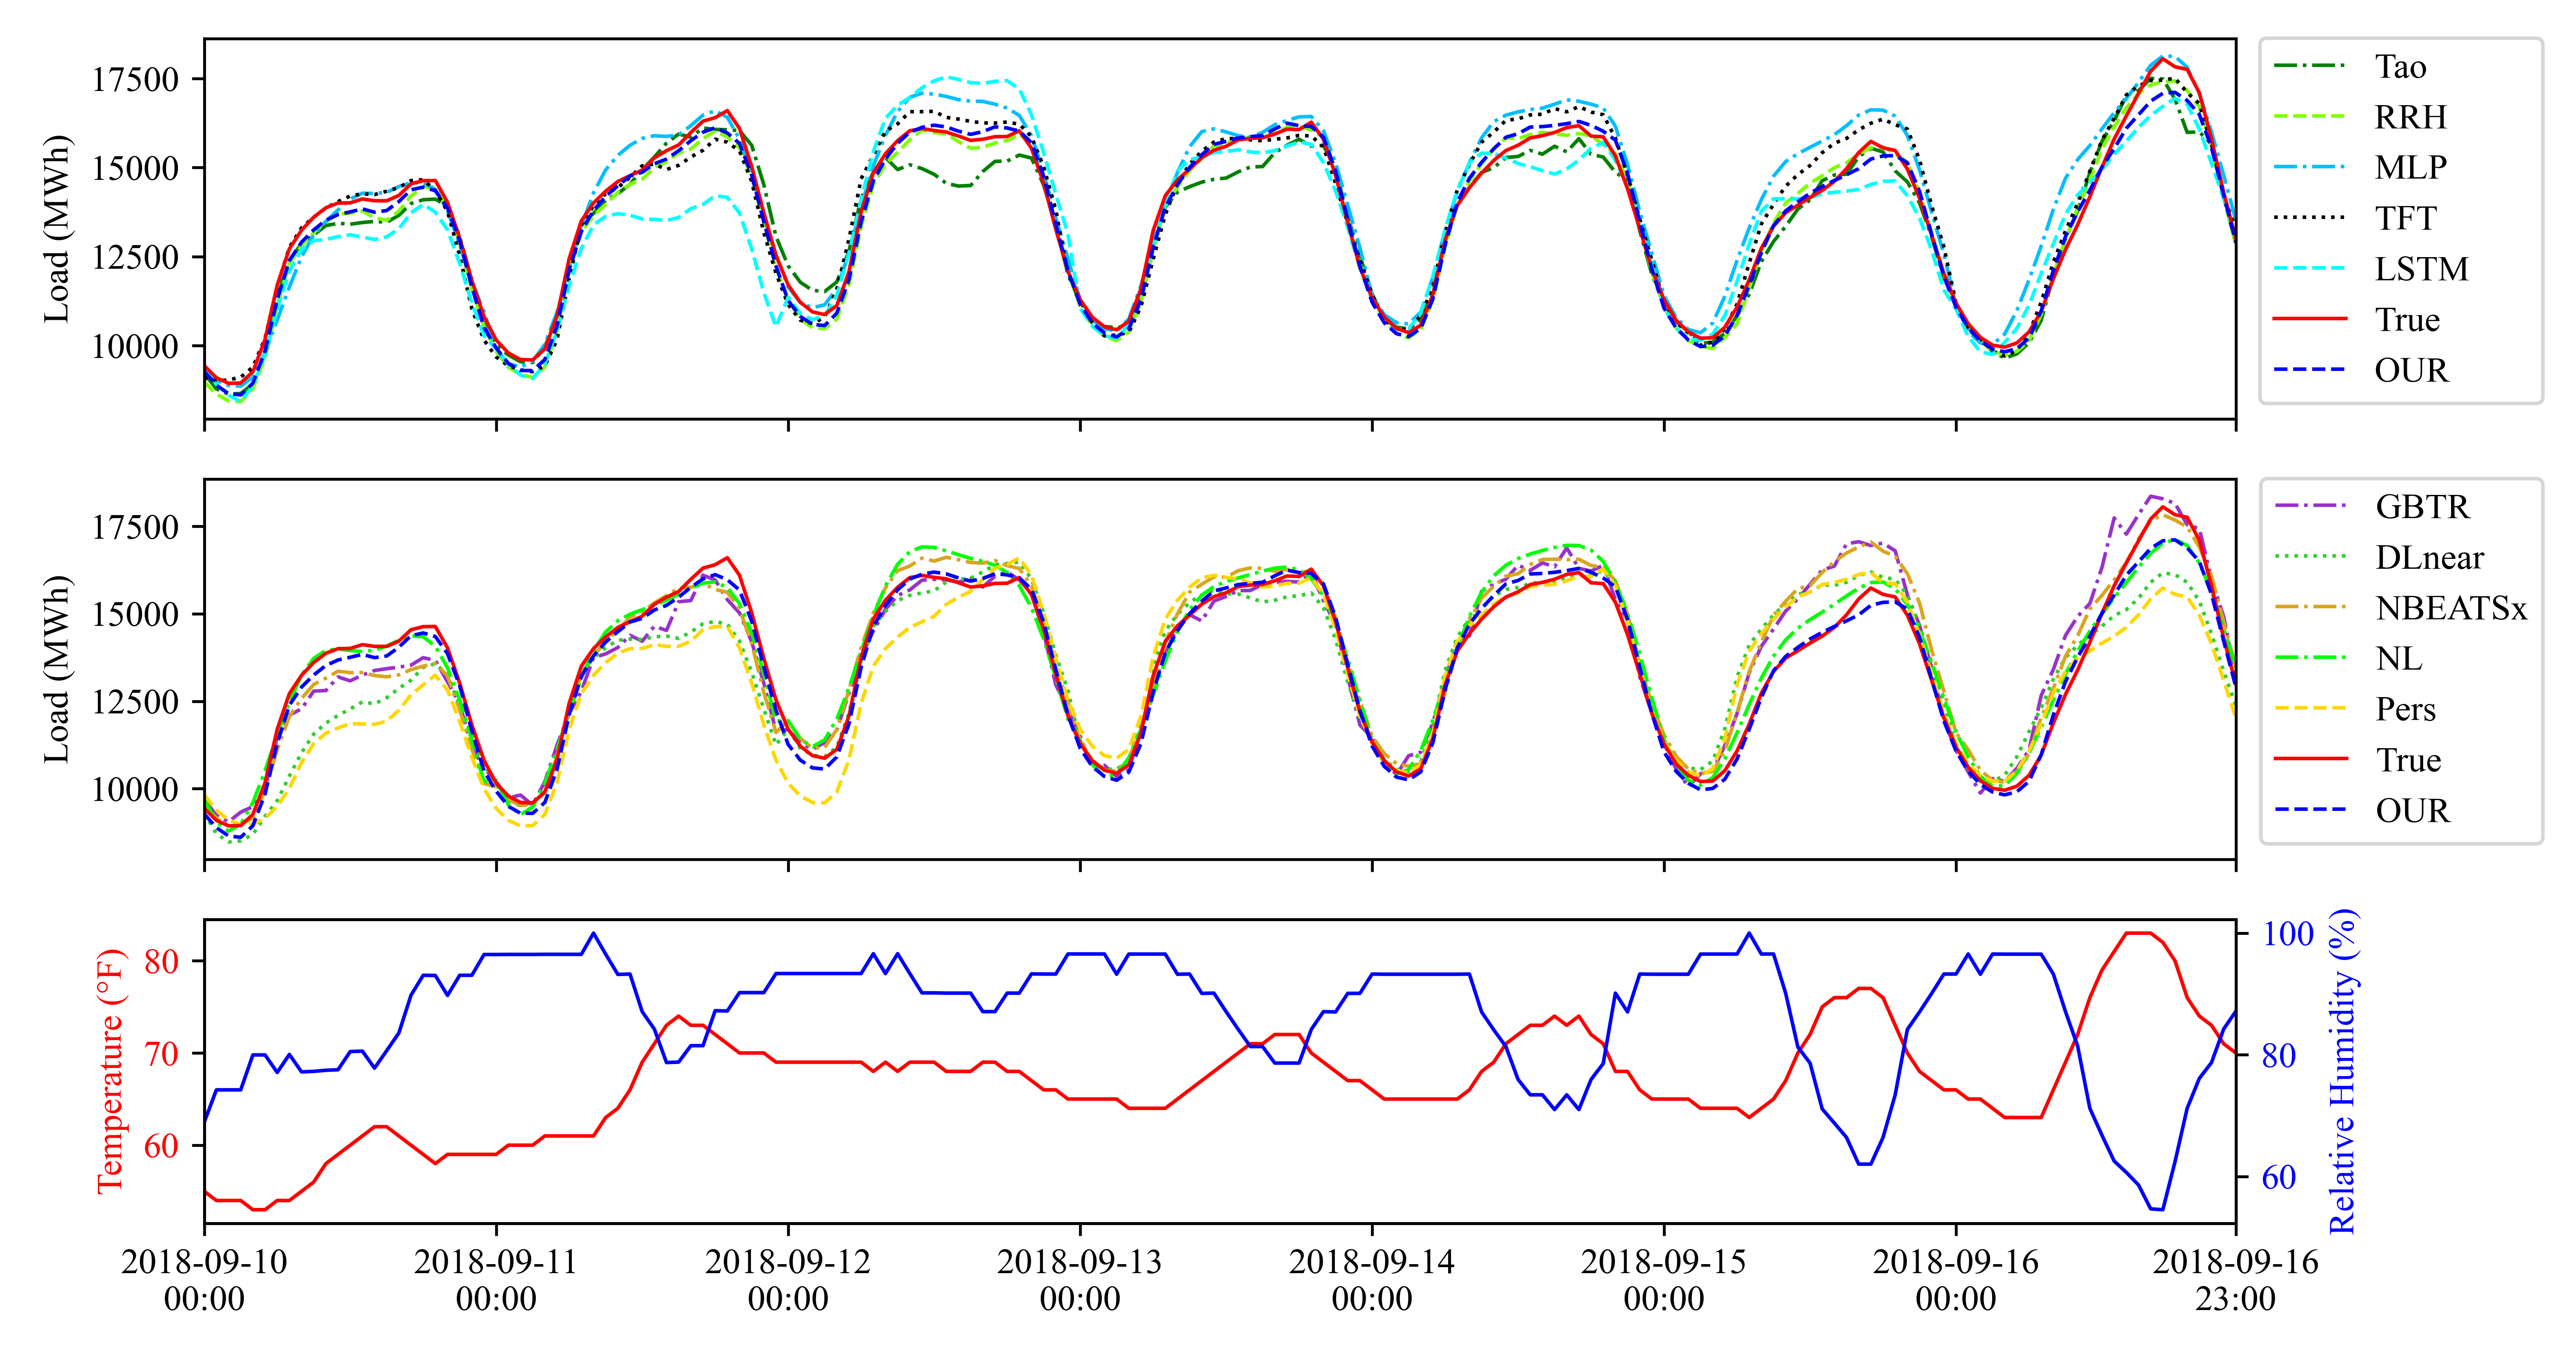 17500
15000
12500
10000
Load (MWh)
Tao
RRH
MLP
TFT
LSTM
True
OUR
17500
15000
12500
10000
Load (MWh)
GBTR
DLnear
NBEATSx
NL
Pers
True
OUR
80
70
60
Temperature (°F)
100
80
60
Relative Humidity (%)
2018-09-10
00:00
2018-09-11
00:00
2018-09-12
00:00
2018-09-13
00:00
2018-09-14
00:00
2018-09-15
00:00
2018-09-16
00:00
2018-09-16
23:00